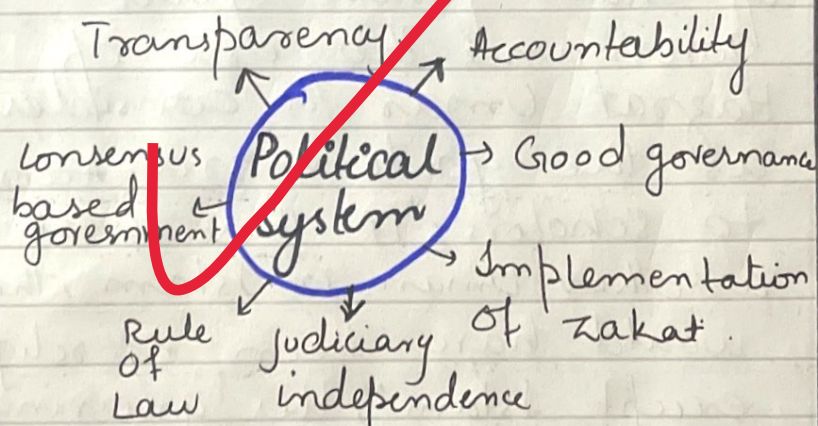 Transparency
Accountability
Political
system
Good governance
Implementation
of zakat.
judiciary
independence
Rule
of
Law
Consensus
based
government